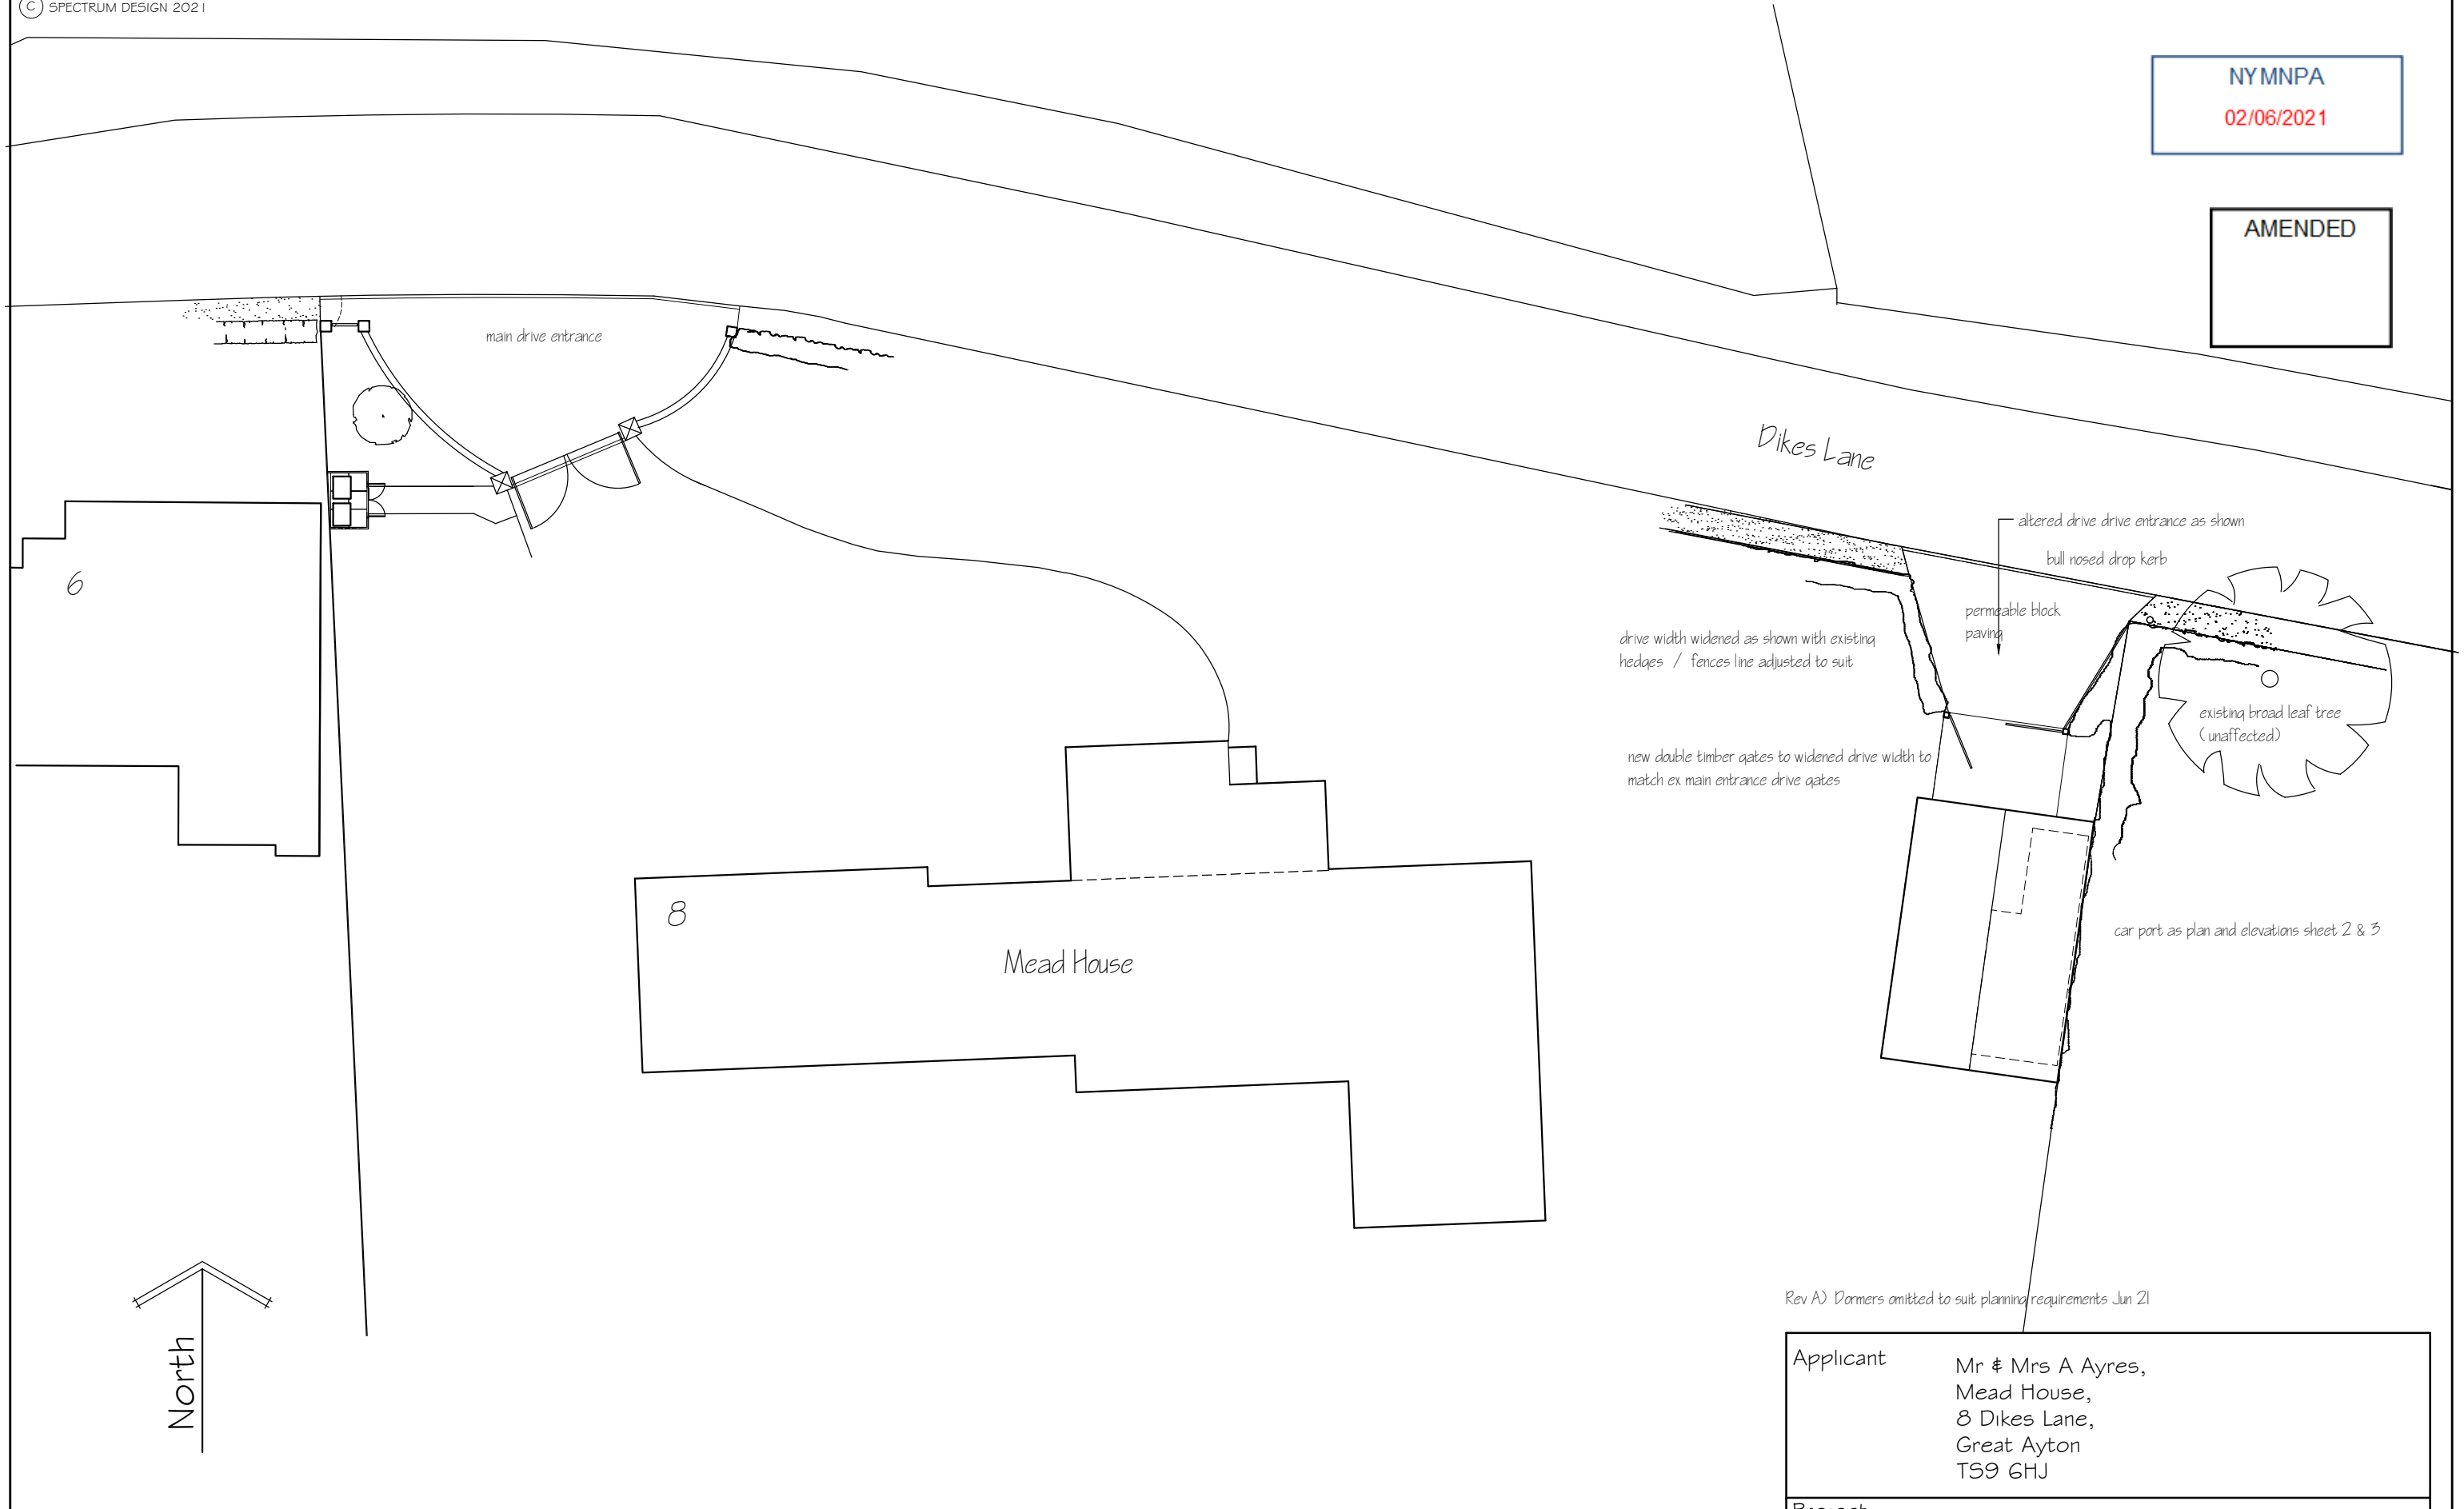 C SPECTRUM DESIGN 2021
NYMNPA
02/06/2021
AMENDED
main drive entrance
Dikes Lane
altered drive drive entrance as shown
bull nosed drop kerb
permeable block
paving
drive width widened as shown with existing
hedges / fences line adjusted to suit
existing broad leaf tree
(unaffected)
new double timber gates to widened drive width to
match ex main entrance drive gates
6
8
Mead House
car port as plan and elevations sheet 2 & 3
North
Rev A) Dormers omitted to suit planning requirements Jun 21
Applicant
Mr & Mrs A Ayres,
Mead House,
8 Dikes Lane,
Great Ayton
TS9 6HJ
Project